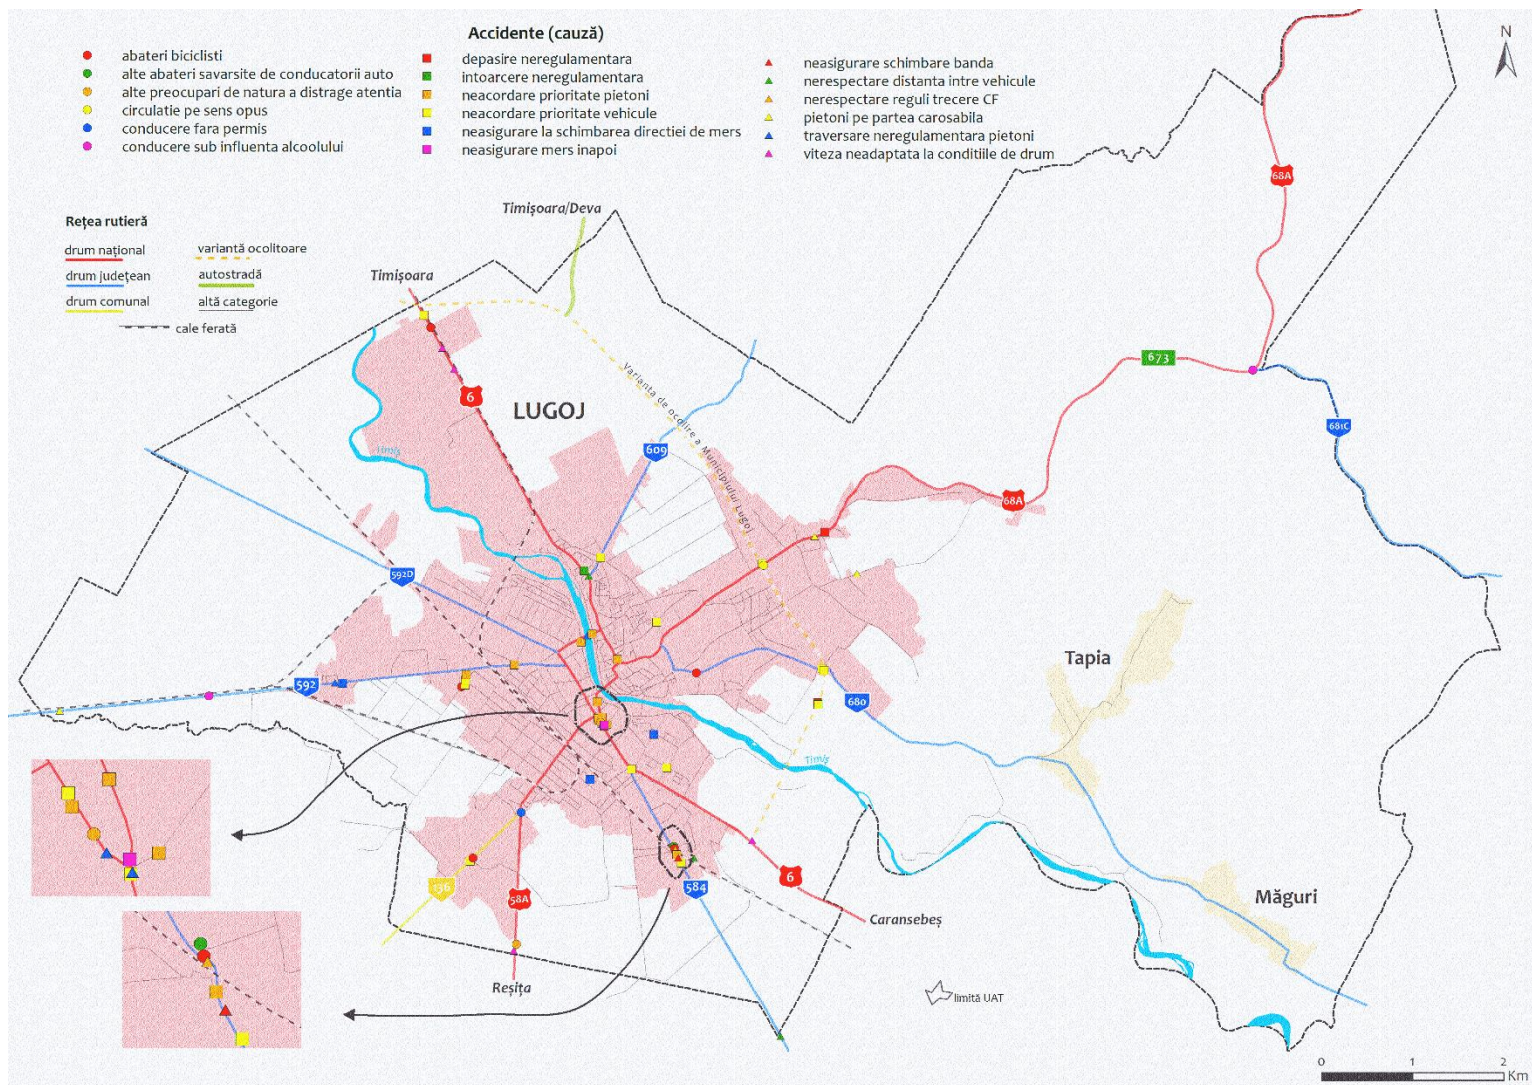 Accidente (cauză)
abateri biciclisti
alte abateri savarsite de conducatorii auto
alte preocupari de natura a distrage atentia
circulatie pe sens opus
conducere fara permis
conducere sub influenta alcoolului
depasire neregulamentara
intoarcere neregulamentara
neacordare prioritate pietoni
neacordare prioritate vehicule
neasigurare la schimbarea directiei de mers
neasigurare mers inapoi
neasigurare schimbare banda
nerespectare distanta intre vehicule
nerespectare reguli trecere CF
pietoni pe partea carosabila
traversare neregulamentara pietoni
viteza neadaptata la conditiile de drum
N
Rețea rutieră
drum național
drum județean
drum comunal
variantă ocolitoare
autostradă
altă categorie
cale ferată
Timișoara/Deva
Timișoara
68A
673
681C
6
LUGOJ
Varianta de ocolire a Municipiului Lugoj
609
Timiș
68A
592D
592
Tapia
680
Timiș
136
58A
584
6
Caransebeș
Măguri
Reșița
limită UAT
0 1 2
Km